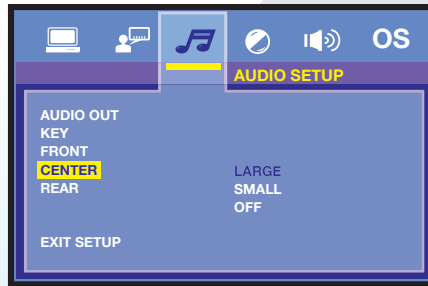 OS
AUDIO SETUP
AUDIO OUT
KEY
FRONT
CENTER LARGE
REAR SMALL
OFF
EXIT SETUP